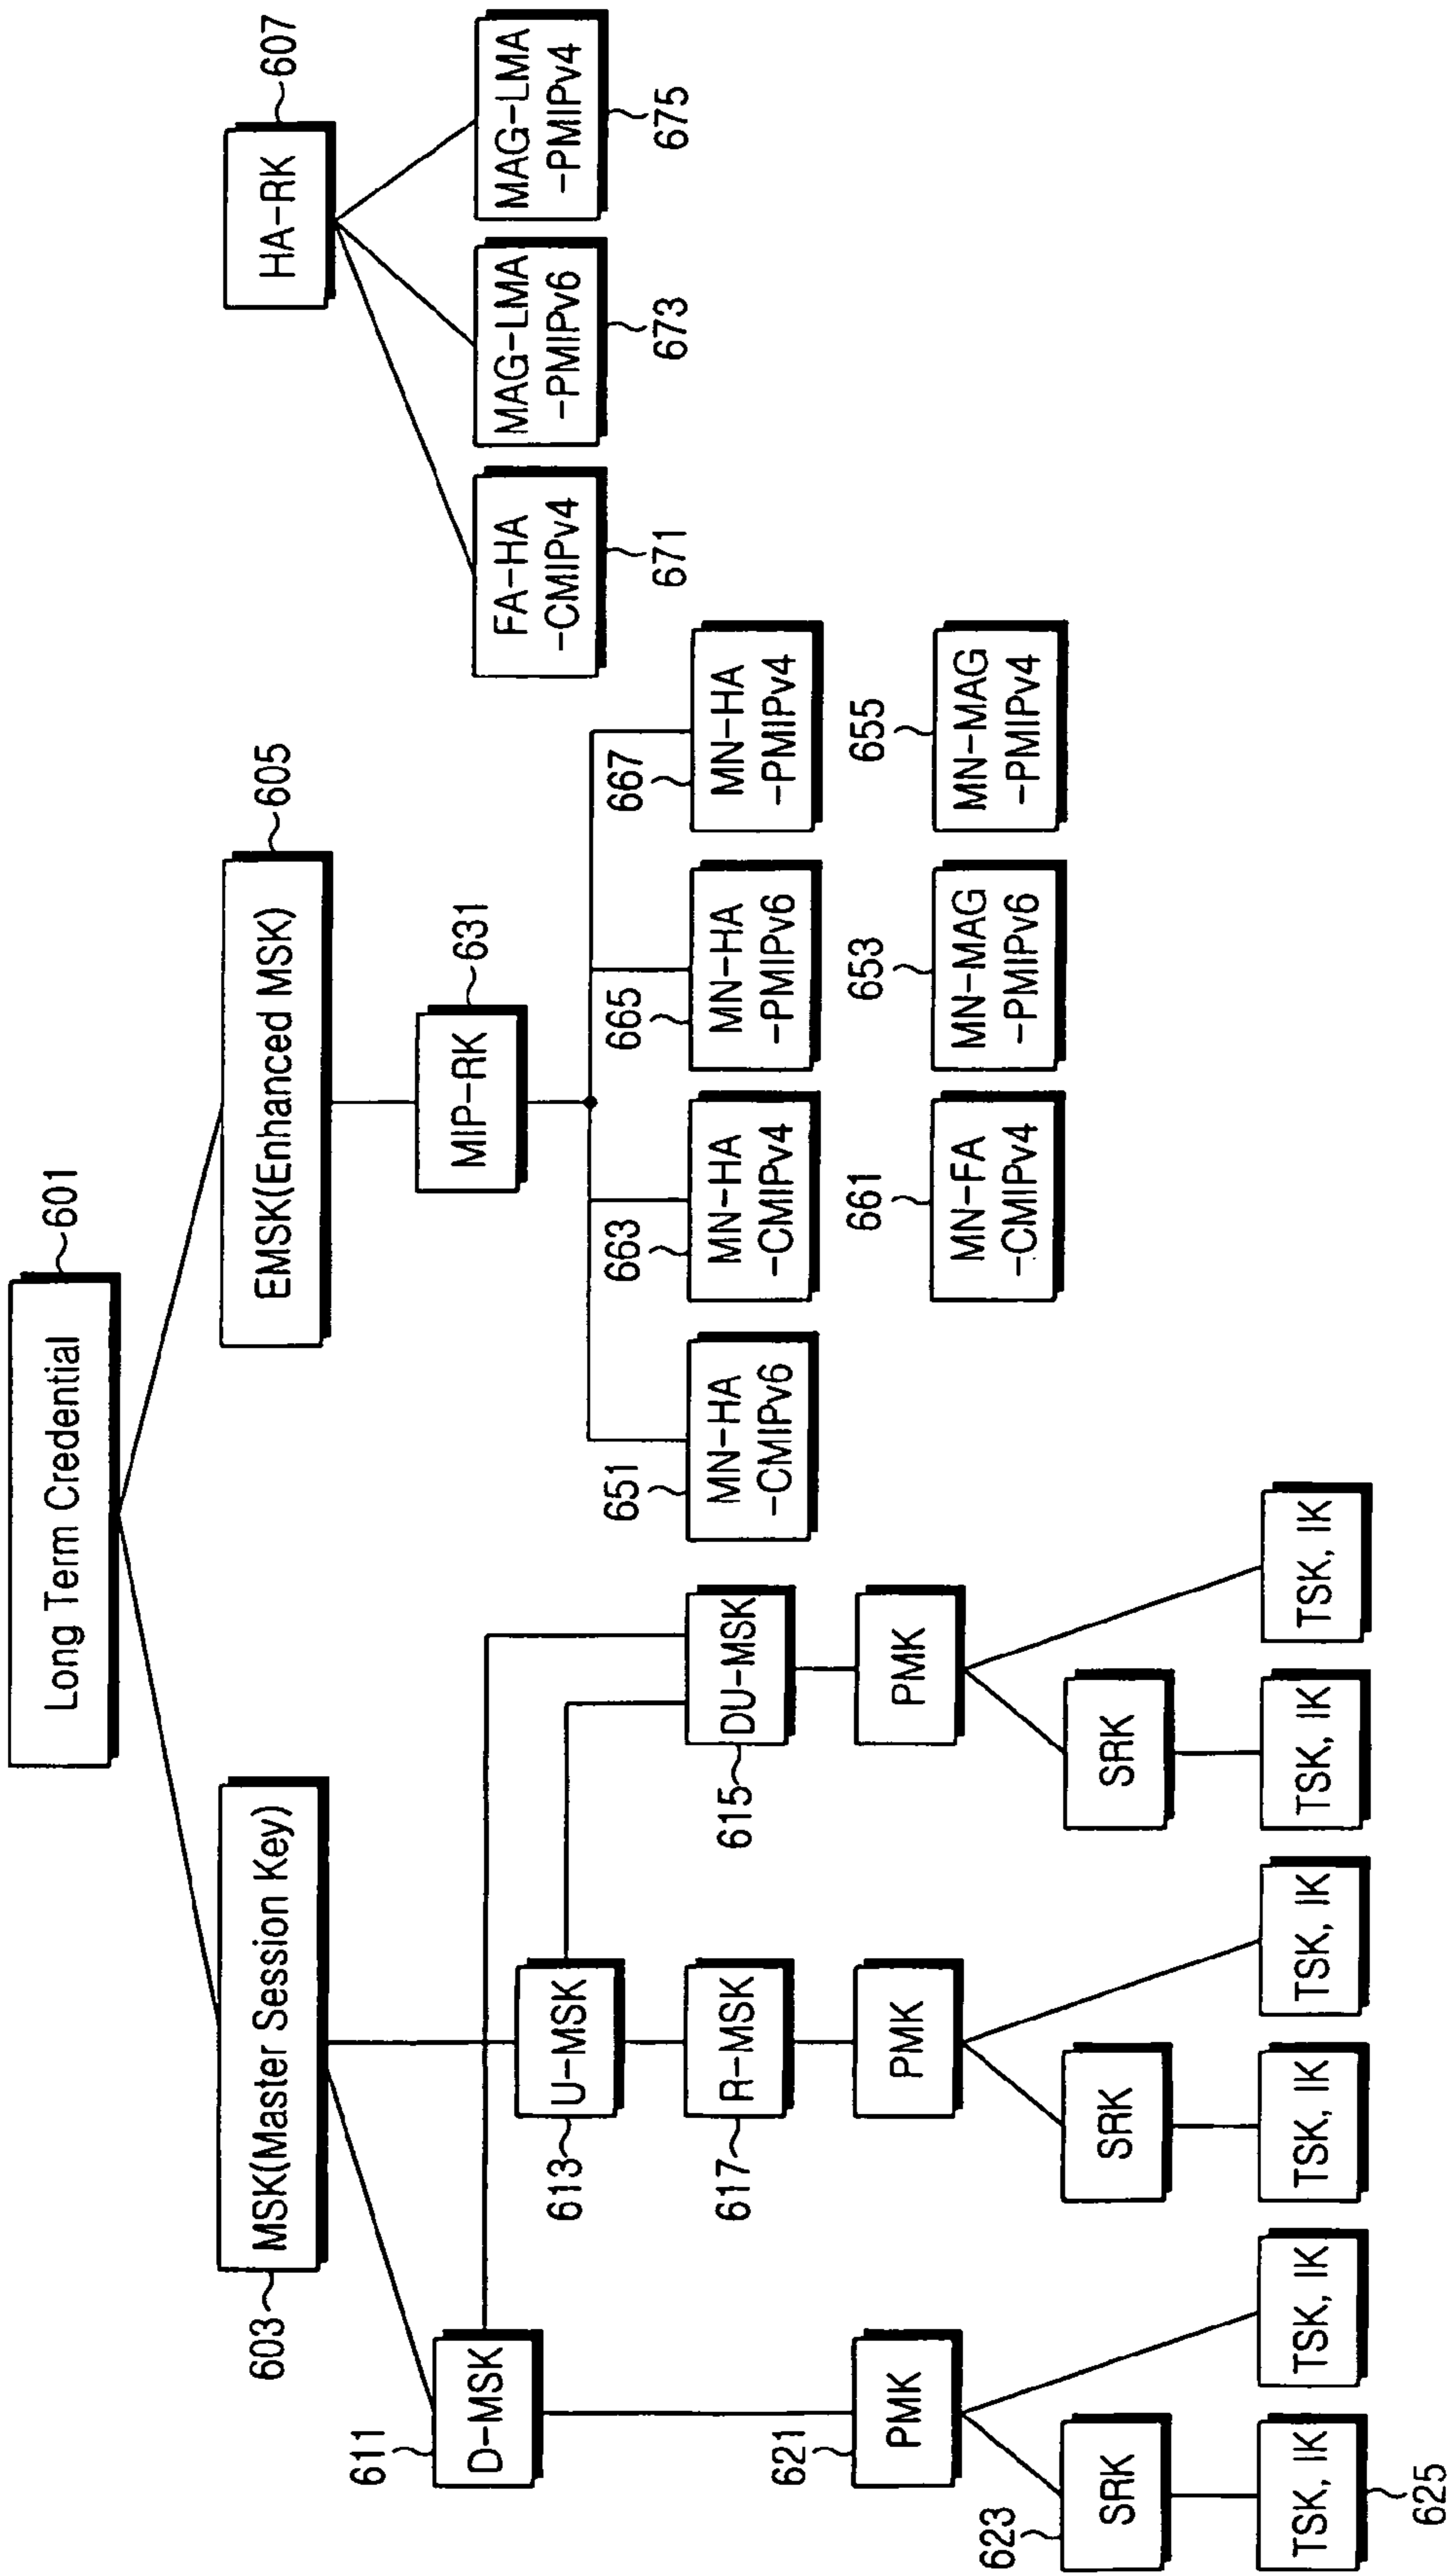 Long Term Credential
601
MSK(Master Session Key)
603
EMSK(Enhanced MSK)
605
HA-RK
607
D-MSK
611
U-MSK
613
DU-MSK
615
R-MSK
617
MIP-RK
631
FA-HA
-CMIPv4
671
MAG-LMA
-PMIPv6
673
MAG-LMA
-PMIPv4
675
MN-HA
-CMIPv6
651
MN-HA
-CMIPv4
663
MN-HA
-PMIPv6
665
MN-HA
-PMIPv4
667
MN-FA
-CMIPv4
661
MN-MAG
-PMIPv6
653
MN-MAG
-PMIPv4
655
PMK
621
PMK
PMK
SRK
623
SRK
SRK
TSK, IK
625
TSK, IK
TSK, IK
TSK, IK
TSK, IK
TSK, IK